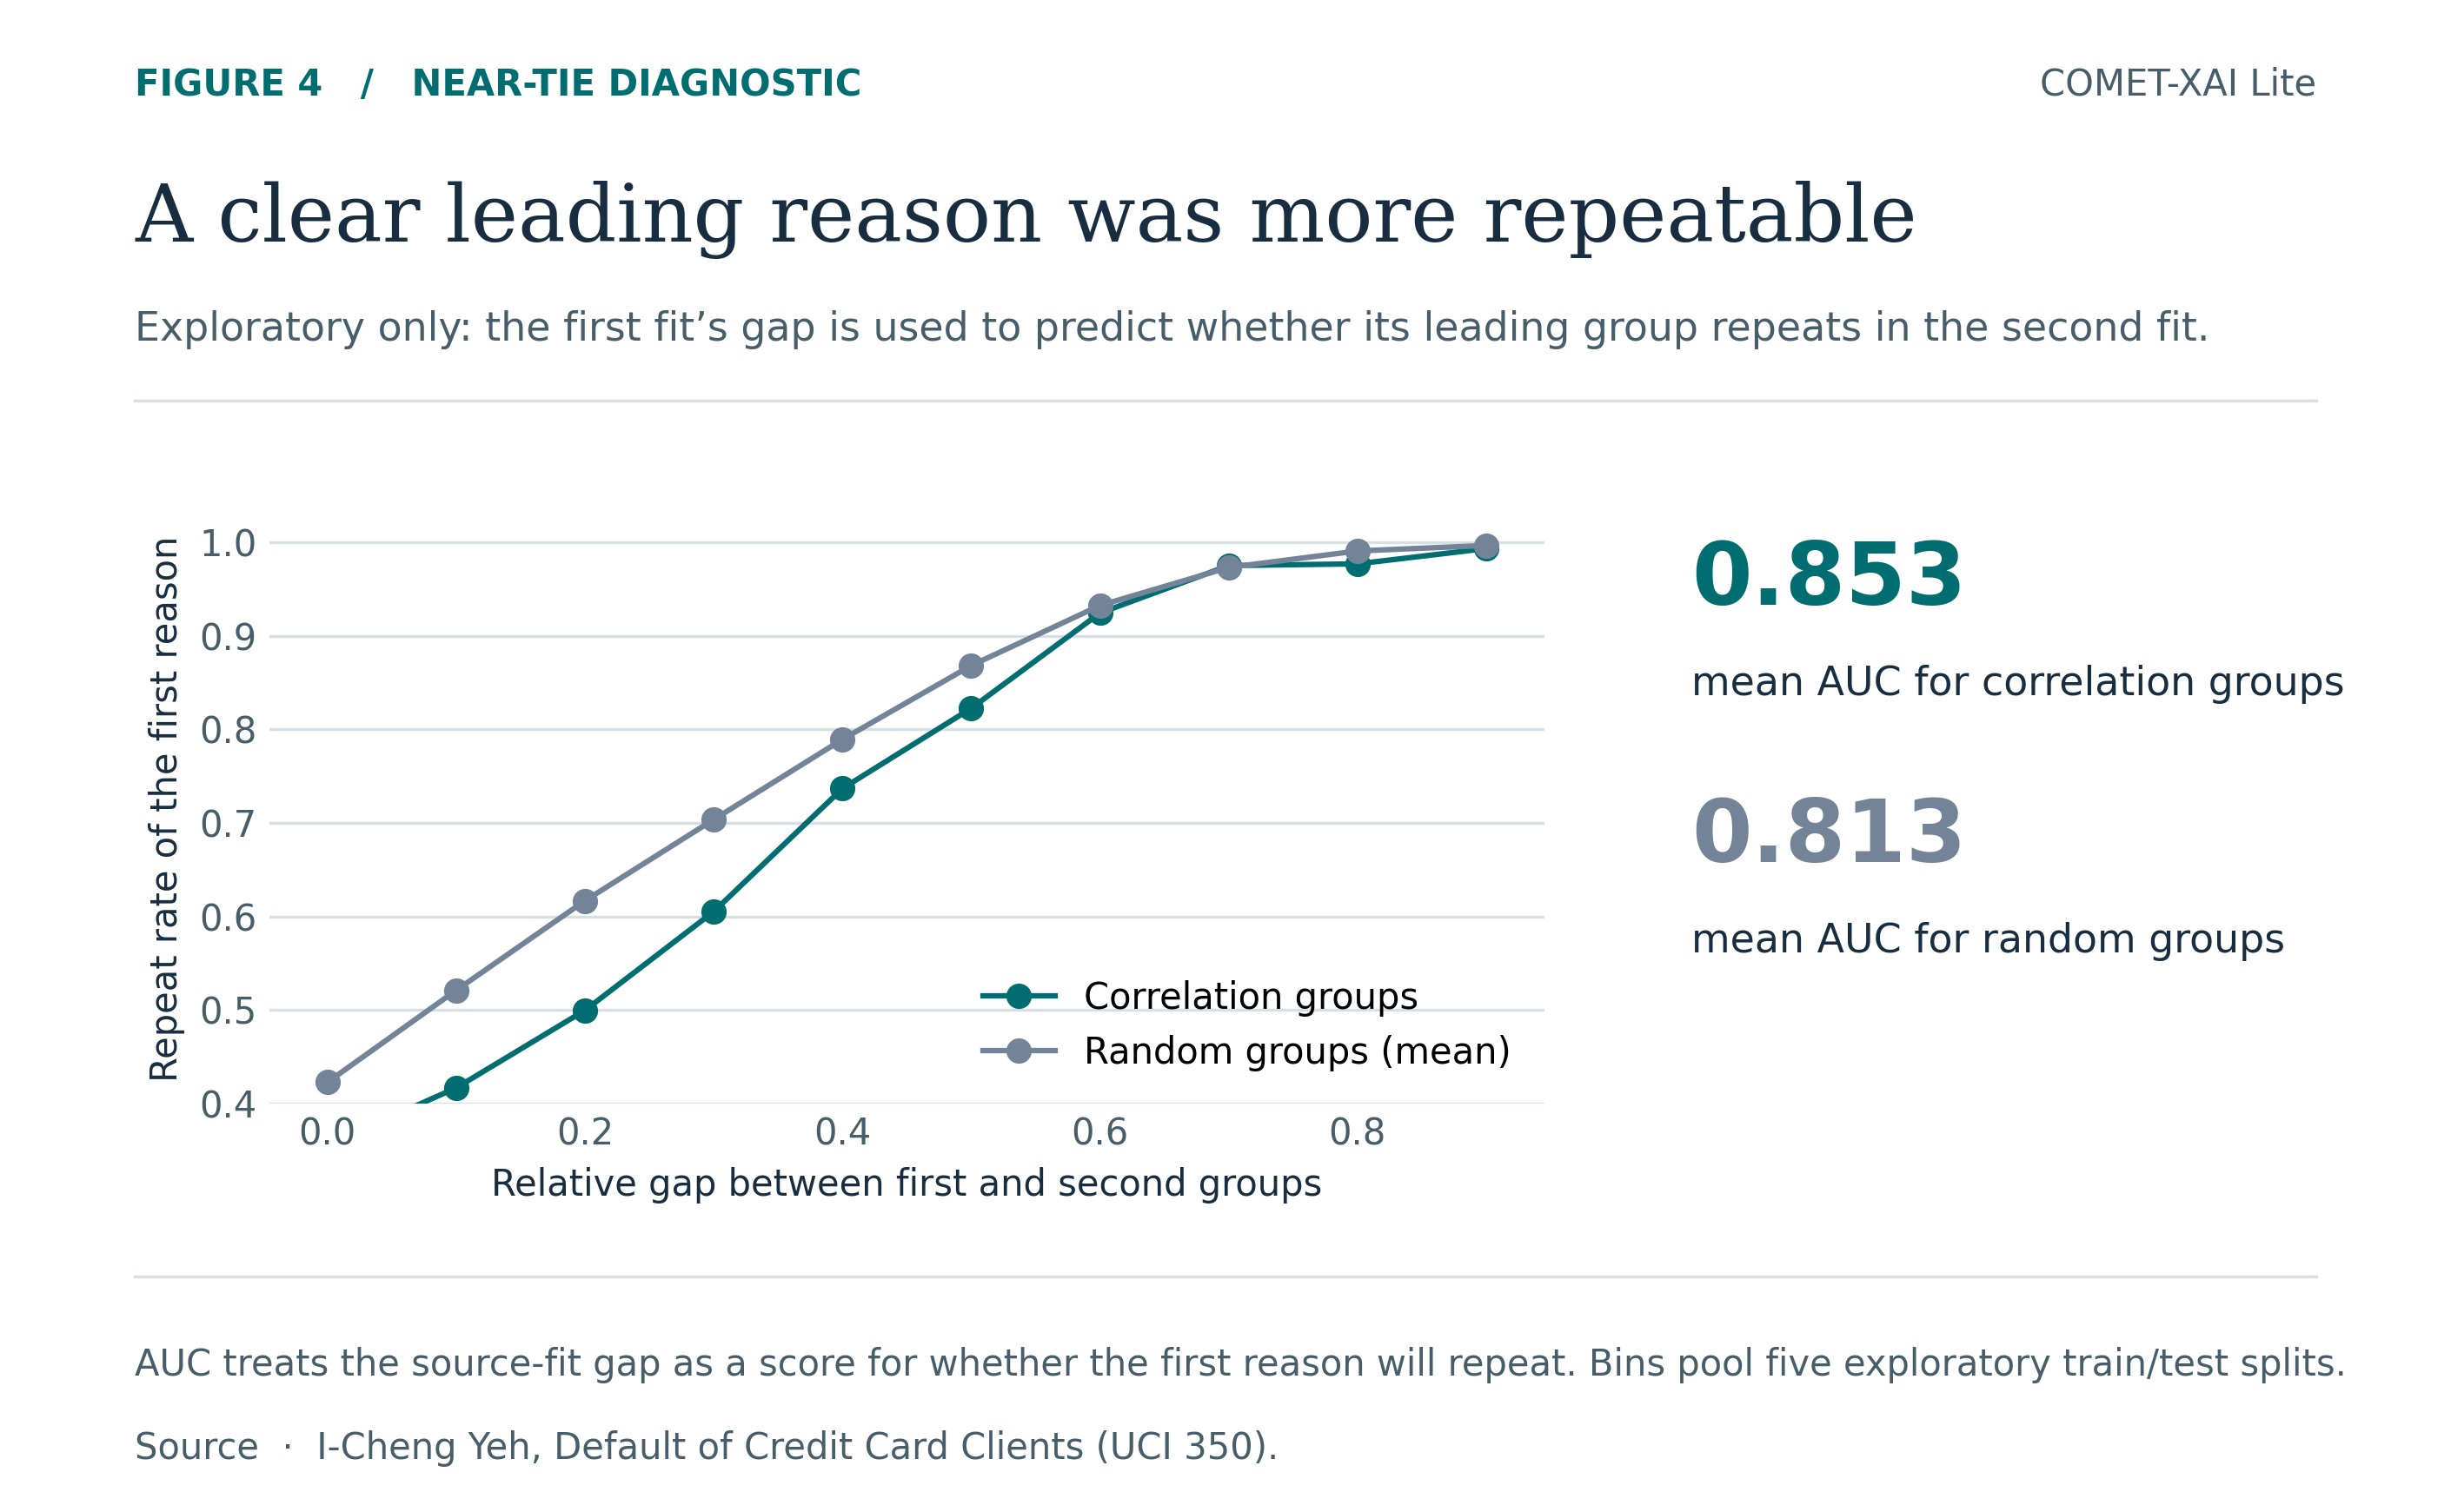 FIGURE 4 / NEAR-TIE DIAGNOSTIC
COMET-XAI Lite
A clear leading reason was more repeatable
Exploratory only: the first fit’s gap is used to predict whether its leading group repeats in the second fit.
Repeat rate of the first reason
1.0
0.9
0.8
0.7
0.6
0.5
0.4
0.0
0.2
0.4
0.6
0.8
Relative gap between first and second groups
Correlation groups
Random groups (mean)
0.853
mean AUC for correlation groups
0.813
mean AUC for random groups
AUC treats the source-fit gap as a score for whether the first reason will repeat. Bins pool five exploratory train/test splits.
Source · I-Cheng Yeh, Default of Credit Card Clients (UCI 350).